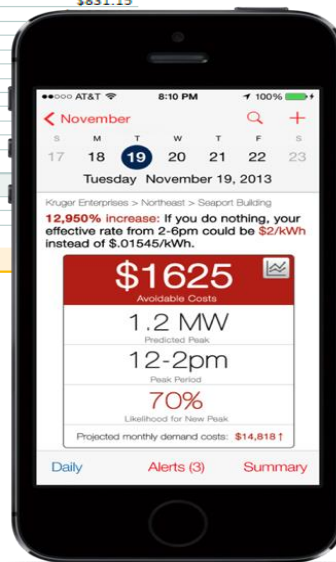 $831.15
AT&T 8:10 PM 100%
November
S M T W T F S
17 18 19 20 21 22 23
Tuesday November 19, 2013
Kruger Enterprises > Northeast > Seaport Building
12,950% increase: If you do nothing, your
effective rate from 2-6pm could be $2/kWh
instead of $.01545/kWh.
$1625
Avoidable Costs
1.2 MW
Predicted Peak
12-2pm
Peak Period
70%
Likelihood for New Peak
Projected monthly demand costs: $14,818 ↑
Daily Alerts (3) Summary